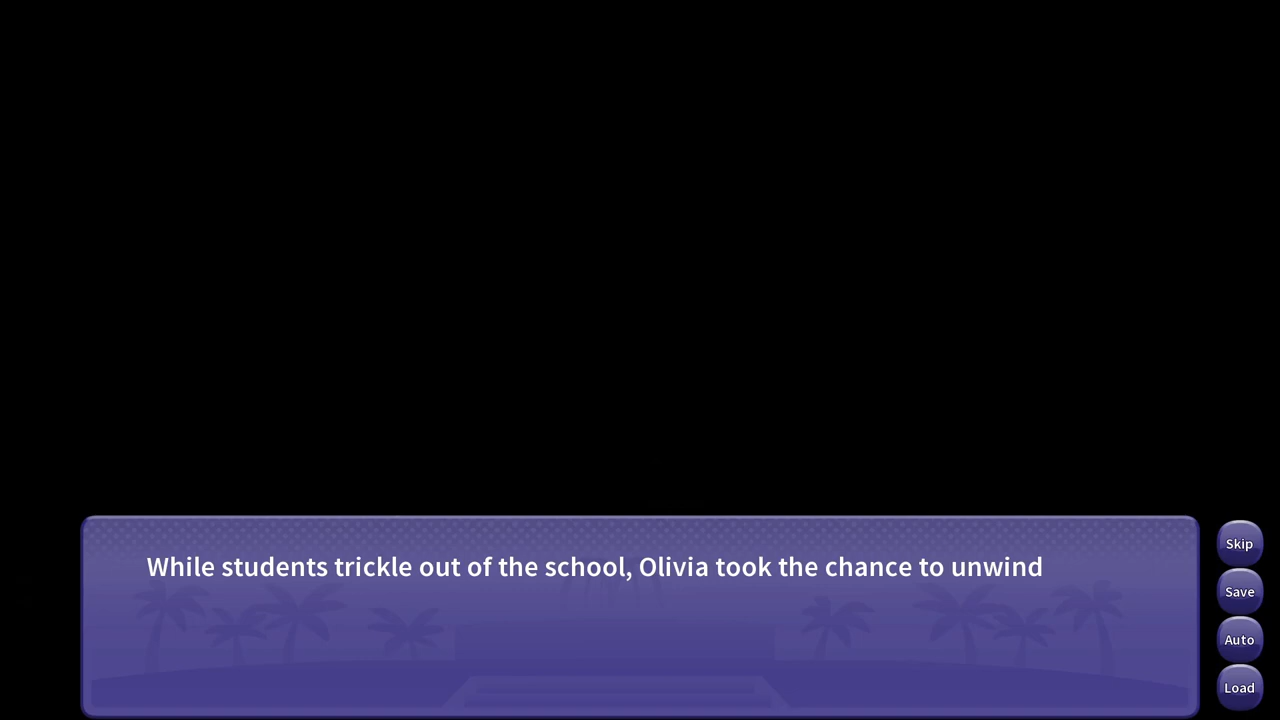 While students trickle out of the school, Olivia took the chance to unwind
Skip
Save
Auto
Load